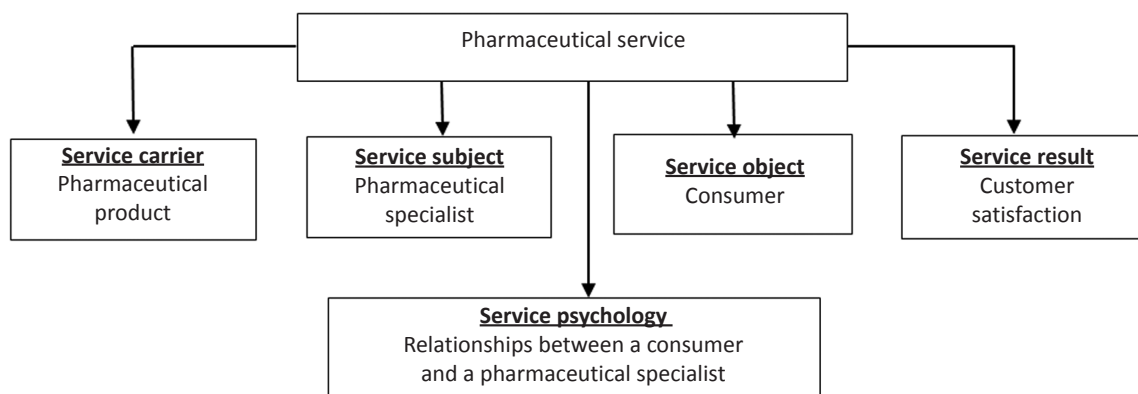 Pharmaceutical service
Service carrier
Pharmaceutical
product
Service subject
Pharmaceutical
specialist
Service object
Consumer
Service result
Customer
satisfaction
Service psychology
Relationships between a consumer
and a pharmaceutical specialist